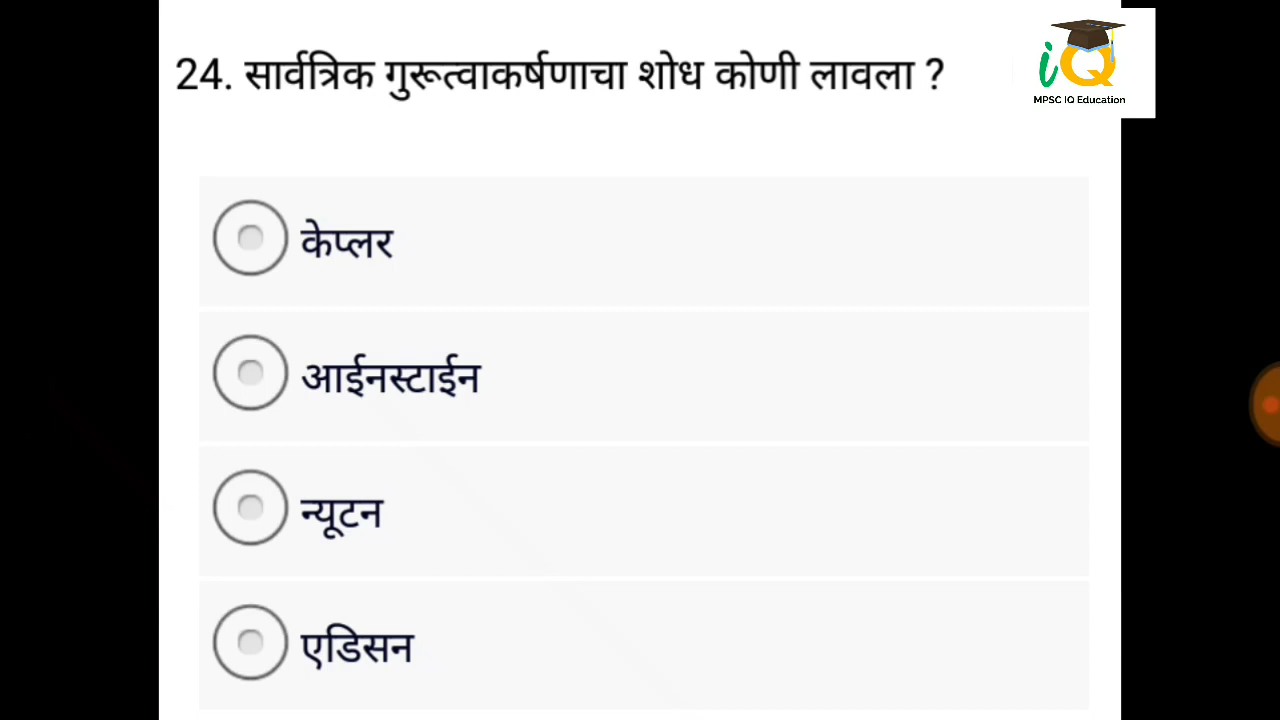 24. सार्वत्रिक गुरूत्वाकर्षणाचा शोध कोणी लावला ?
iQ
MPSC IQ Education
केप्लर
आईनस्टाईन
न्यूटन
एडिसन